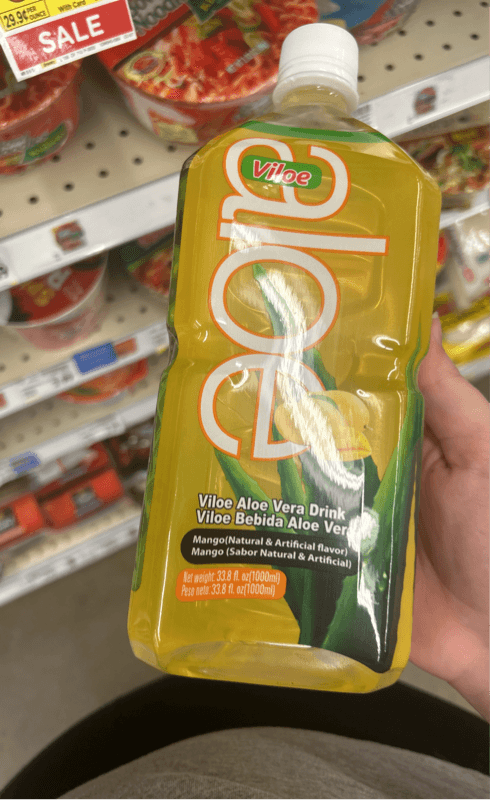 29.9¢ PER OUNCE
With Card
SALE
Viloe
aloe
Viloe Aloe Vera Drink
Viloe Bebida Aloe Ver
Mango(Natural & Artificial flavor)
Mango (Sabor Natural & Artificial)
Net weight: 33.8 fl. oz(1000ml)
Peso neto: 33.8 fl. oz(1000ml)